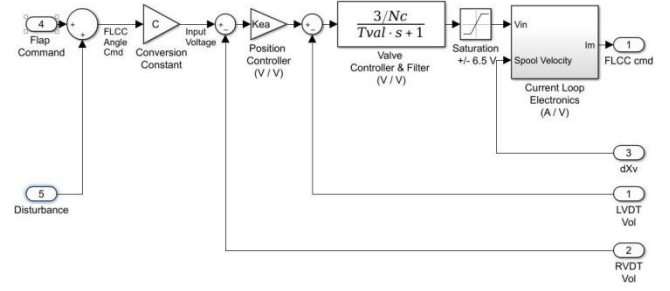 4
Flap
Command
+
+
FLCC
Angle
Cmd
C
Conversion
Constant
Input
Voltage
+
−
Kea
Position
Controller
(V / V)
+
−
3/Nc
Tval · s + 1
Valve
Controller & Filter
(V / V)
Saturation
+/- 6.5 V
Vin
Spool Velocity
Im
Current Loop
Electronics
(A / V)
1
FLCC cmd
3
dXv
5
Disturbance
1
LVDT
Vol
2
RVDT
Vol